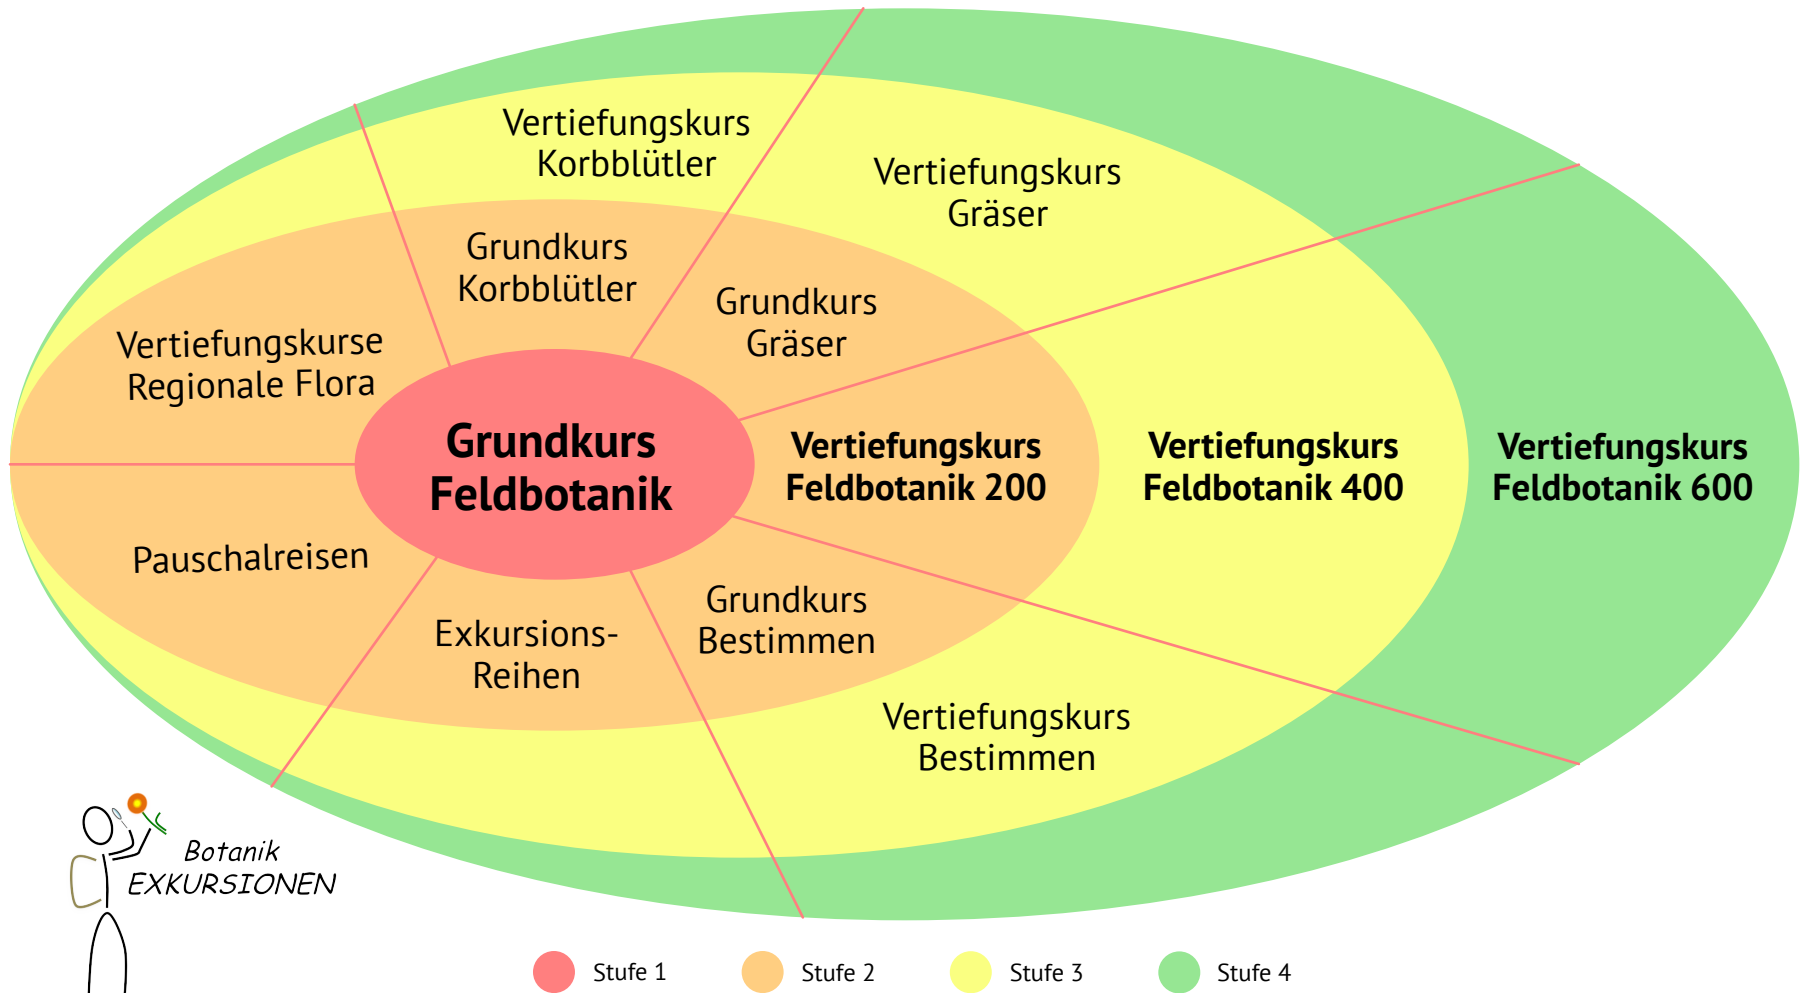 Vertiefungskurs
Korbblütler
Vertiefungskurs
Gräser
Grundkurs
Korbblütler
Grundkurs
Gräser
Vertiefungskurse
Regionale Flora
Grundkurs
Feldbotanik
Vertiefungskurs
Feldbotanik 200
Vertiefungskurs
Feldbotanik 400
Vertiefungskurs
Feldbotanik 600
Pauschalreisen
Exkursions-
Reihen
Grundkurs
Bestimmen
Vertiefungskurs
Bestimmen
Botanik
EXKURSIONEN
Stufe 1
Stufe 2
Stufe 3
Stufe 4